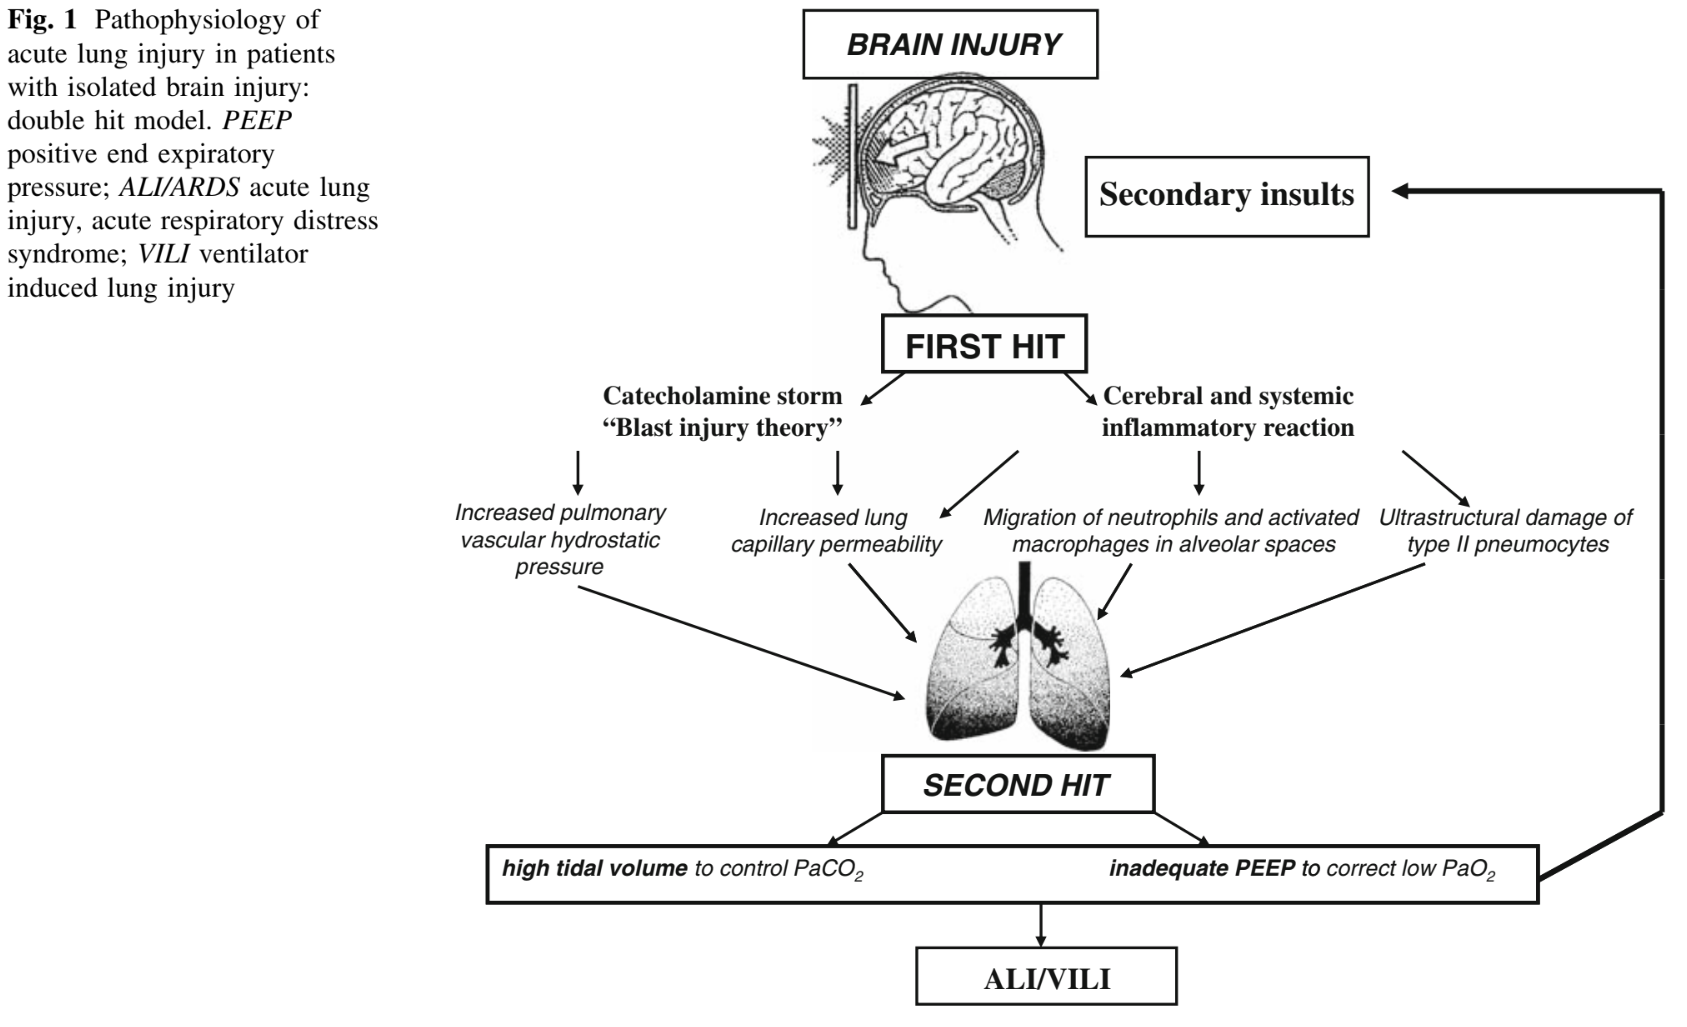 Fig. 1 Pathophysiology of
acute lung injury in patients
with isolated brain injury:
double hit model. PEEP
positive end expiratory
pressure; ALI/ARDS acute lung
injury, acute respiratory distress
syndrome; VILI ventilator
induced lung injury
BRAIN INJURY
Secondary insults
FIRST HIT
Catecholamine storm
“Blast injury theory”
Cerebral and systemic
inflammatory reaction
Increased pulmonary
vascular hydrostatic
pressure
Increased lung
capillary permeability
Migration of neutrophils and activated
macrophages in alveolar spaces
Ultrastructural damage of
type II pneumocytes
SECOND HIT
high tidal volume to control PaCO2
inadequate PEEP to correct low PaO2
ALI/VILI